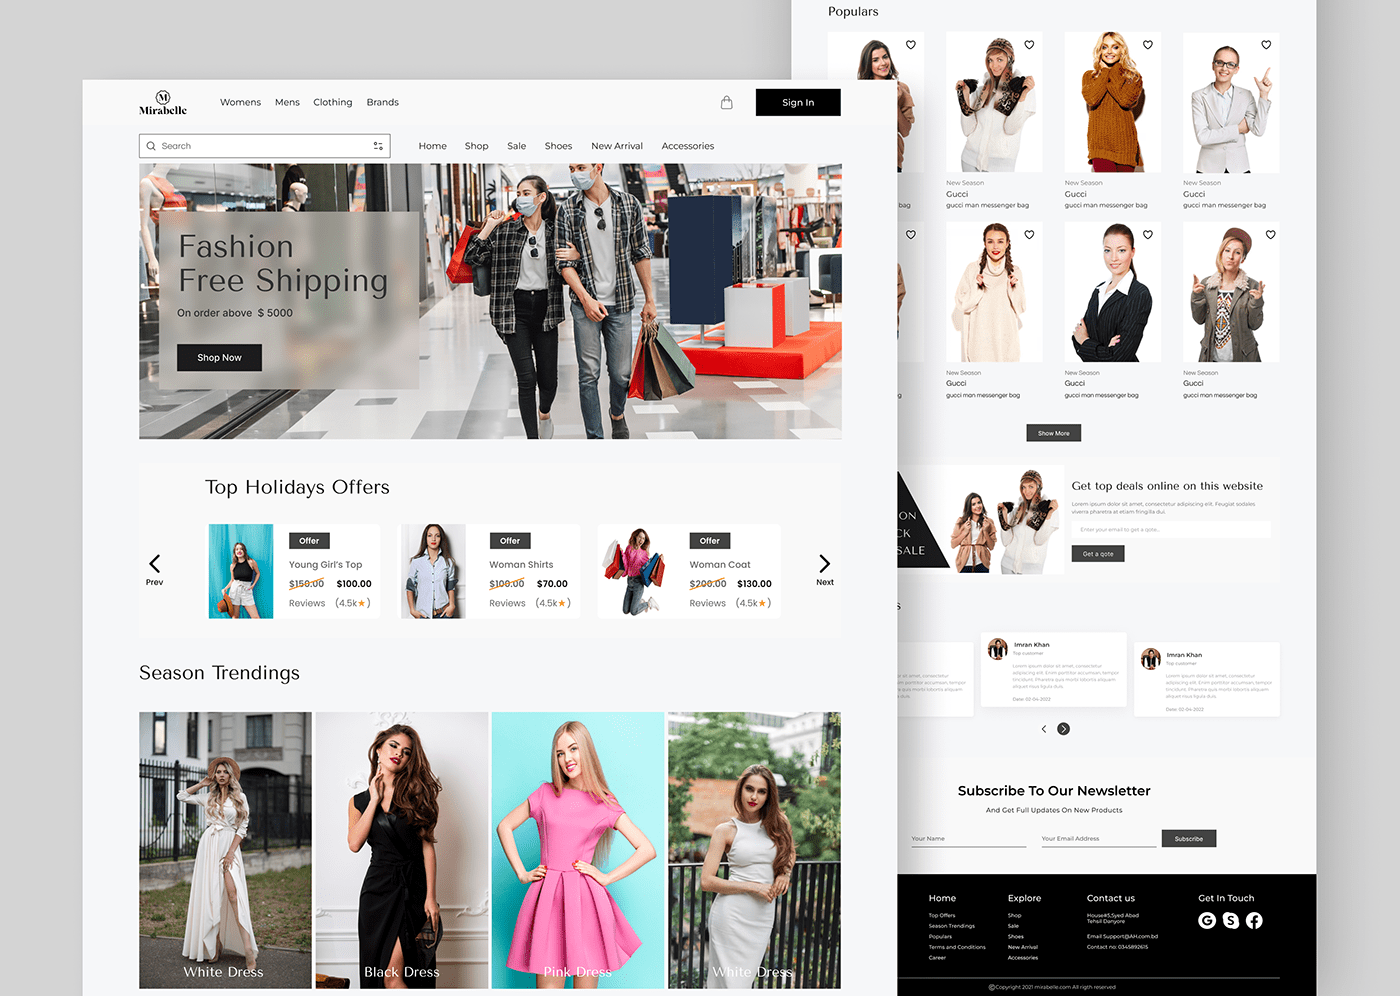 M
Mirabelle
Womens Mens Clothing Brands
Sign In
Search
Home Shop Sale Shoes New Arrival Accessories
Fashion
Free Shipping
On order above $ 5000
Shop Now
Top Holidays Offers
Prev
Offer
Young Girl's Top
$150.00 $100.00
Reviews (4.5k★)
Offer
Woman Shirts
$100.00 $70.00
Reviews (4.5k★)
Offer
Woman Coat
$200.00 $130.00
Reviews (4.5k★)
Next
Season Trendings
White Dress
Black Dress
Pink Dress
White Dress
Populars
bag
New Season
Gucci
gucci man messenger bag
New Season
Gucci
gucci man messenger bag
New Season
Gucci
gucci man messenger bag
New Season
Gucci
gucci man messenger bag
New Season
Gucci
gucci man messenger bag
New Season
Gucci
gucci man messenger bag
Show More
ON
CK
SALE
Get top deals online on this website
Lorem ipsum dolor sit amet, consectetur adipiscing elit. Feugiat sodales
viverra pharetra at etiam fringilla dui.
Enter your email to get a qote...
Get a qote
s
Imran Khan
Top customer
Lorem ipsum dolor sit amet, consectetur
adipiscing elit. Enim porttitor accumsan, tempor
tincidunt. Pharetra quis morbi lobortis aliquam
euismod risus ligula duis.
Date: 02-04-2022
Imran Khan
Top customer
Lorem ipsum dolor sit amet, consectetur
adipiscing elit. Enim porttitor accumsan, tempor
tincidunt. Pharetra quis morbi lobortis aliquam
euismod risus ligula duis.
Date: 02-04-2022
Subscribe To Our Newsletter
And Get Full Updates On New Products
Your Name
Your Email Address
Subscribe
Home
Top Offers
Season Trendings
Populars
Terms and Conditions
Career
Explore
Shop
Sale
Shoes
New Arrival
Accessories
Contact us
House#5,Syed Abad
Tehsil Danyore
Email Support@AH.com.bd
Contact no: 0345892615
Get In Touch
©Copyright 2021 mirabelle.com All rigth reserved